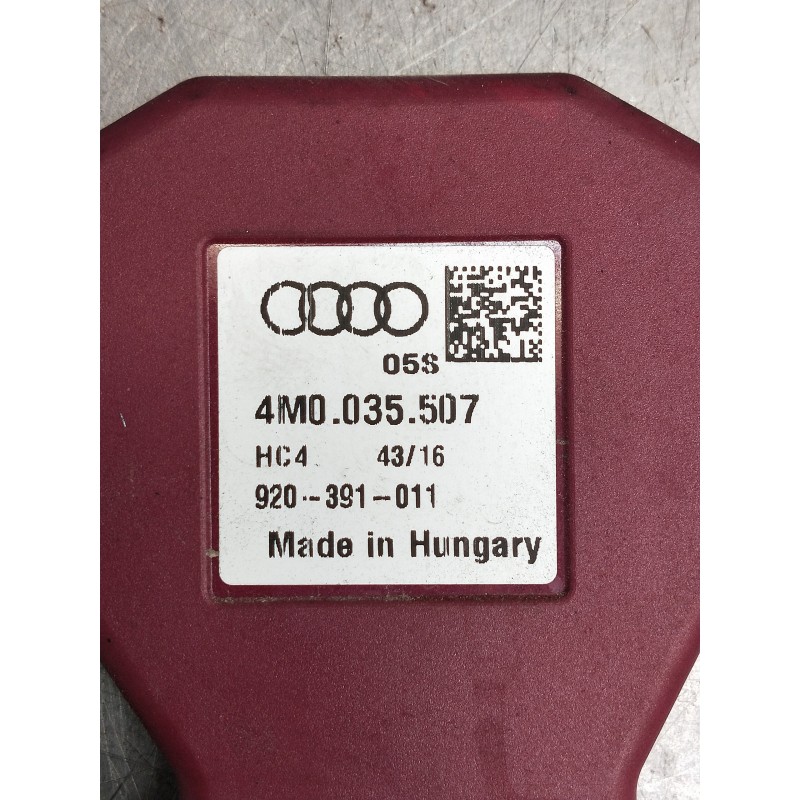 05S
4M0.035.507
HC4 43/16
920-391-011
Made in Hungary